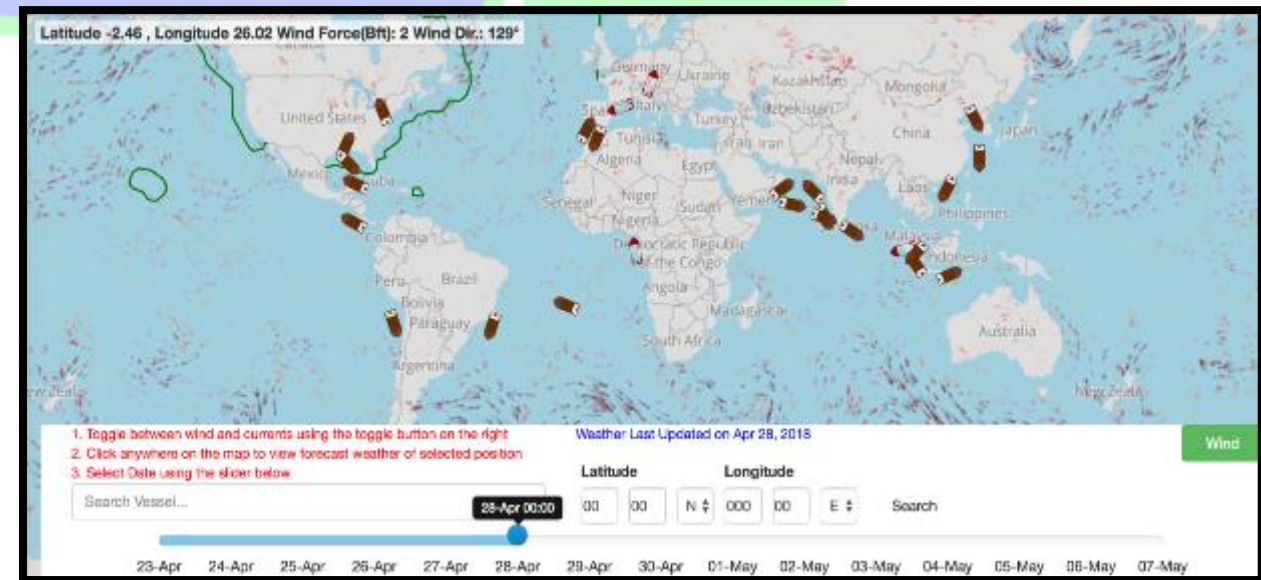 Latitude -2.46 , Longitude 26.02 Wind Force(Bft): 2 Wind Dir.: 129°
Canada
Germany
Ukraine
Kazakhstan
Mongolia
United States
Spa
Italy
Turkey
Uzbekistan
China
Japan
Tunisia
Iraq Iran
Mexico
Cuba
Algeria
Egypt
Nepal
India
Laos
Senegal
Niger
Sudan
Yemen
Philippines
Nigeria
Malaysia
Colombia
Democratic Republic
of the Congo
Indonesia
Peru
Brazil
Angola
Bolivia
Madagascar
Paraguay
Australia
South Africa
Argentina
New Zeala
1. Toggle between wind and currents using the toggle button on the right
Weather Last Updated on Apr 28, 2018
Wind
2. Click anywhere on the map to view forecast weather of selected position
3. Select Date using the slider below
Latitude
Longitude
Search Vessel...
28-Apr 00:00
00
00
N
000
00
E
Search
23-Apr 24-Apr 25-Apr 26-Apr 27-Apr 28-Apr 29-Apr 30-Apr 01-May 02-May 03-May 04-May 05-May 06-May 07-May